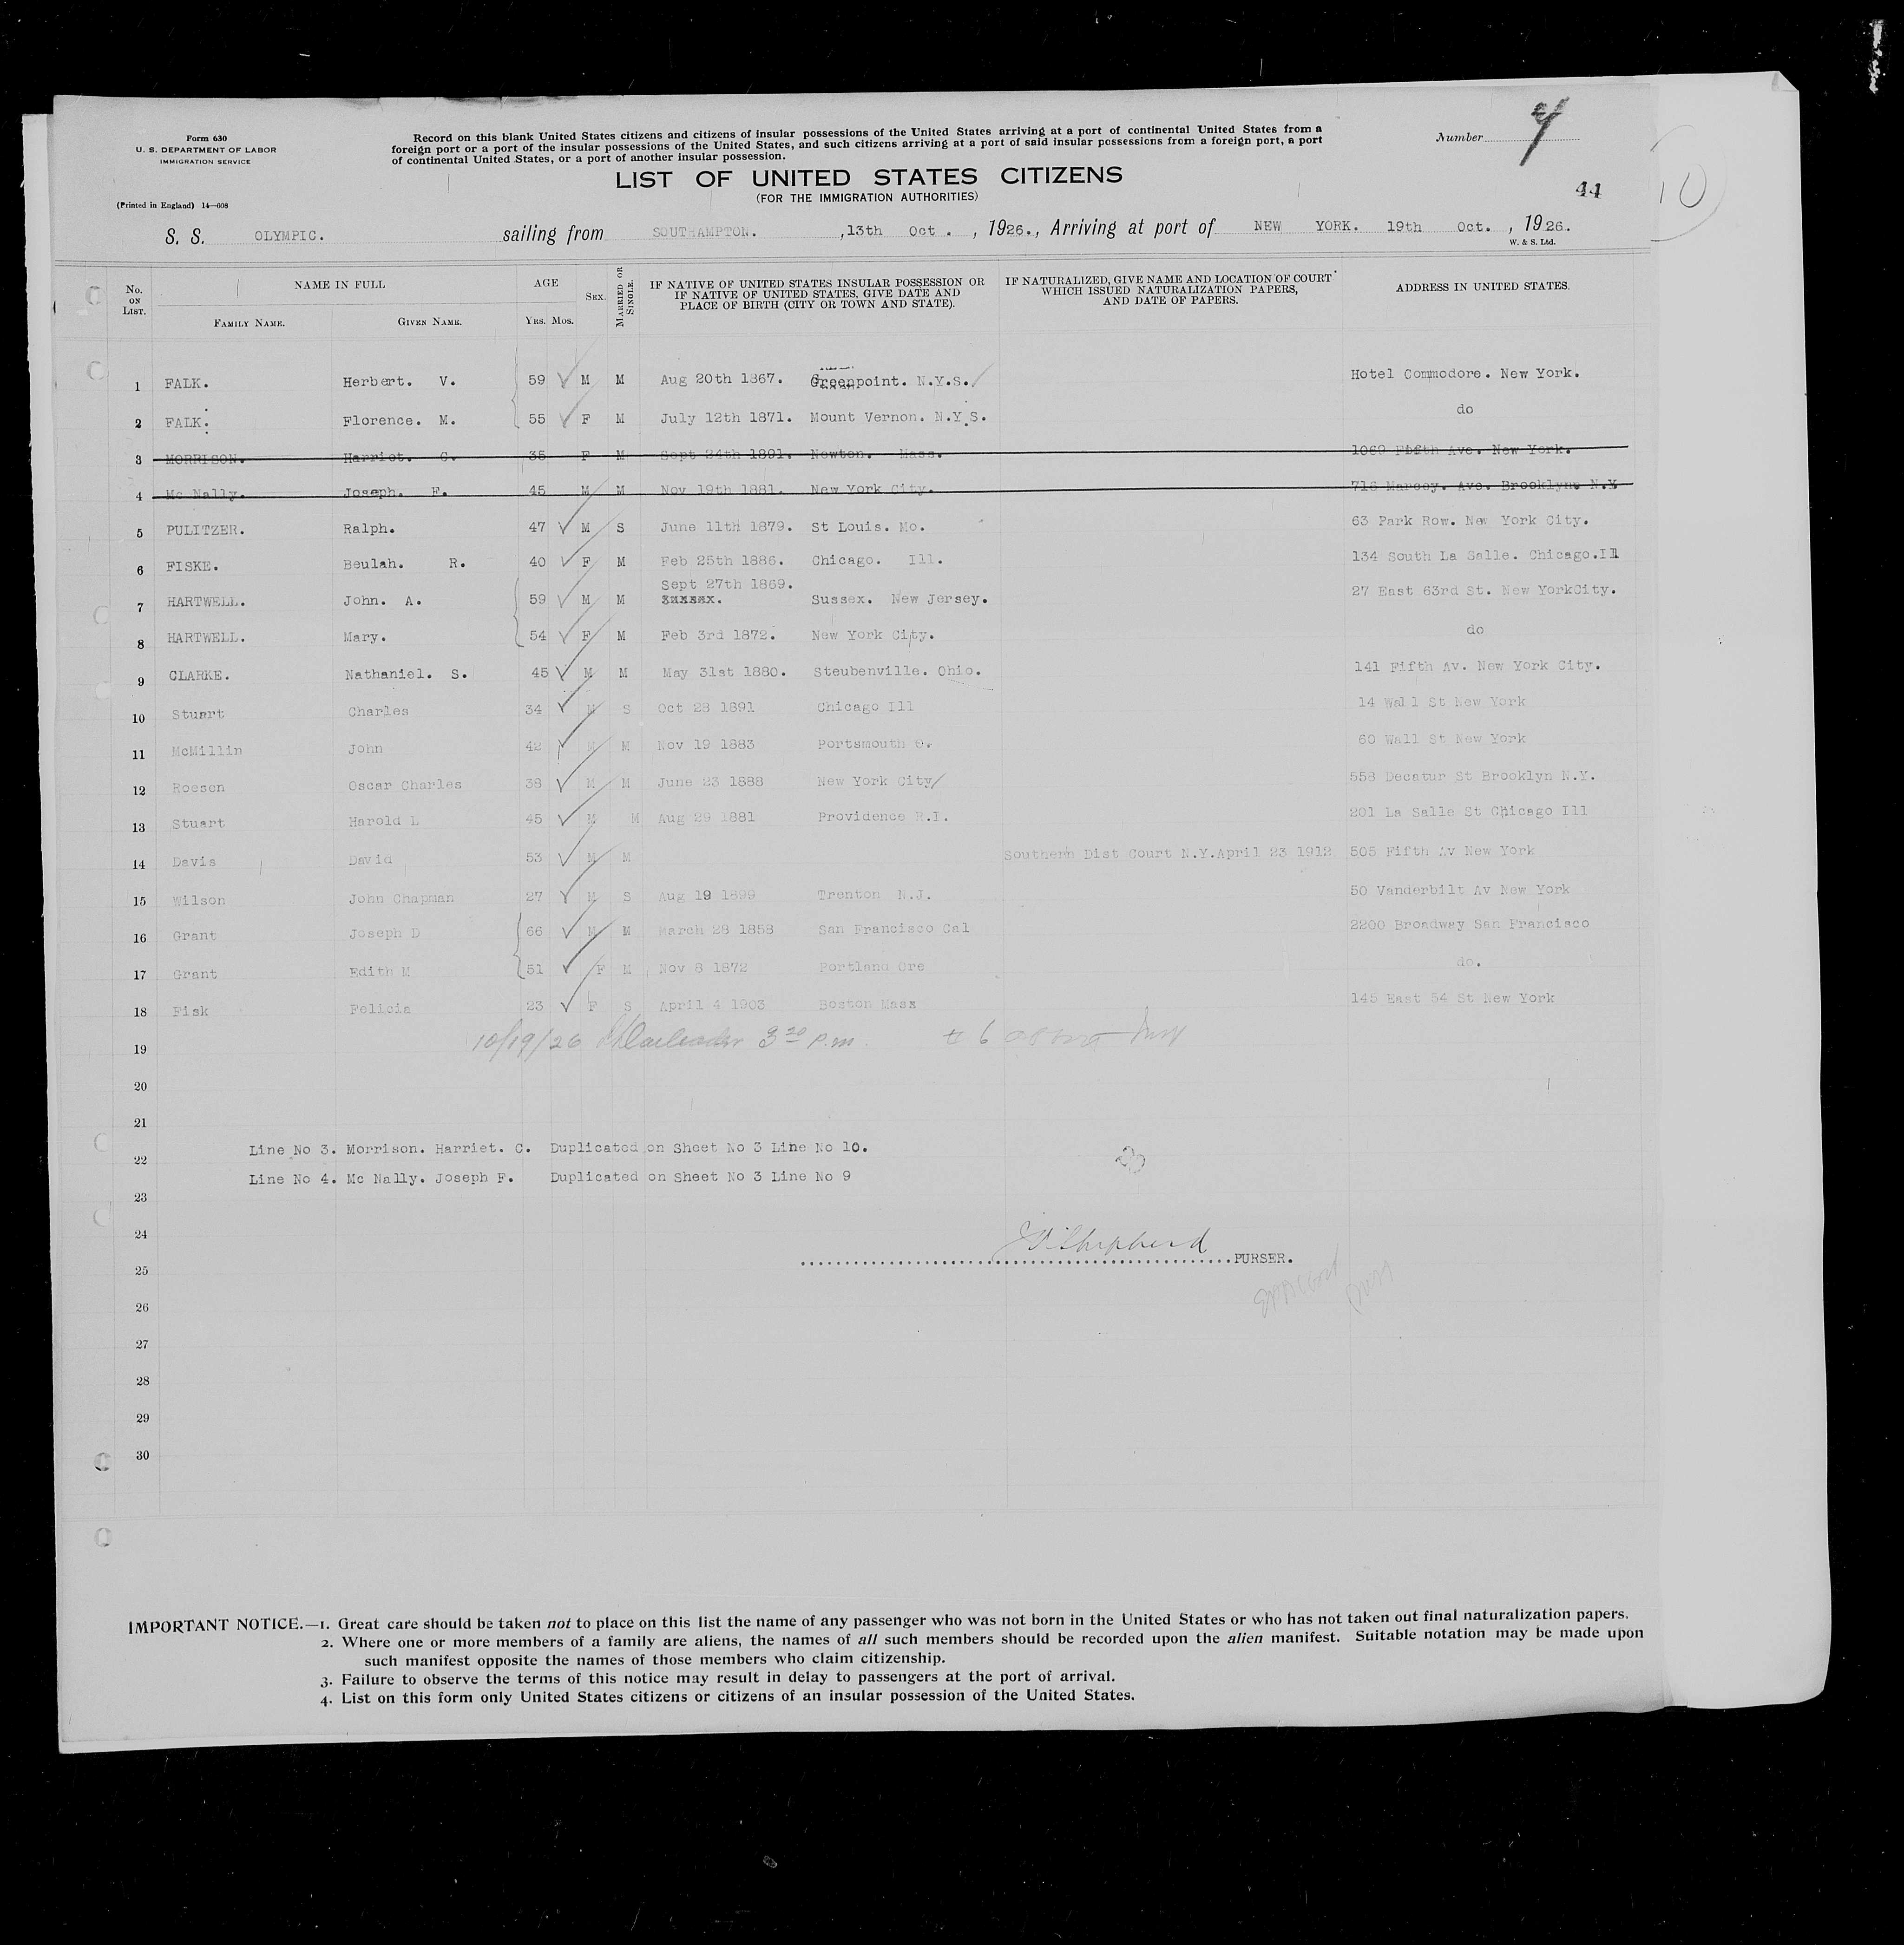 Form 630
U. S. DEPARTMENT OF LABOR
IMMIGRATION SERVICE
(Printed in England) 14—608
Record on this blank United States citizens and citizens of insular possessions of the United States arriving at a port of continental United States from a
foreign port or a port of the insular possessions of the United States, and such citizens arriving at a port of said insular possessions from a foreign port, a port
of continental United States, or a port of another insular possession.
Number
44
10
LIST OF UNITED STATES CITIZENS
(FOR THE IMMIGRATION AUTHORITIES)
S. S. OLYMPIC. sailing from SOUTHAMPTON. ,13th Oct . , 1926., Arriving at port of NEW YORK. 19th Oct. , 1926.
W. & S. Ltd.
No. ON LIST. NAME IN FULL AGE SEX. MARRIED OR SINGLE. IF NATIVE OF UNITED STATES INSULAR POSSESSION OR IF NATIVE OF UNITED STATES, GIVE DATE AND PLACE OF BIRTH (CITY OR TOWN AND STATE). IF NATURALIZED, GIVE NAME AND LOCATION OF COURT WHICH ISSUED NATURALIZATION PAPERS, AND DATE OF PAPERS. ADDRESS IN UNITED STATES.
FAMILY NAME. GIVEN NAME. YRS. MOS.
1 FALK. Herbert. V. 59 M M Aug 20th 1867. Greenpoint. N.Y.S. Hotel Commodore. New York.
2 FALK. Florence. M. 55 F M July 12th 1871. Mount Vernon. N.Y.S. do
3 MORRISON. Harriet. C. 35 F M Sept 24th 1891. Newton. Mass. 1069 Fifth Ave. New York.
4 Mc Nally. Joseph. F. 45 M M Nov 19th 1881. New York City. 716 Marcy. Ave. Brooklyn. N.Y
5 PULITZER. Ralph. 47 M S June 11th 1879. St Louis. Mo. 63 Park Row. New York City.
6 FISKE. Beulah. R. 40 F M Feb 25th 1886. Chicago. Ill. 134 South La Salle. Chicago.Ill
7 HARTWELL. John. A. 59 M M Sept 27th 1869. Sussex. New Jersey. 27 East 63rd St. New YorkCity.
8 HARTWELL. Mary. 54 F M Feb 3rd 1872. New York City. do
9 CLARKE. Nathaniel. S. 45 M M May 31st 1880. Steubenville. Ohio. 141 Fifth Av. New York City.
10 Stuart Charles 34 M S Oct 28 1891 Chicago Ill 14 Wall St New York
11 McMillin John 42 M M Nov 19 1883 Portsmouth O. 60 Wall St New York
12 Roesen Oscar Charles 38 M M June 23 1888 New York City 558 Decatur St Brooklyn N.Y.
13 Stuart Harold L 45 M M Aug 29 1881 Providence R.I. 201 La Salle St Chicago Ill
14 Davis David 53 M M Southern Dist Court N.Y.April 23 1912 505 Fifth Av New York
15 Wilson John Chapman 27 M S Aug 19 1899 Trenton N.J. 50 Vanderbilt Av New York
16 Grant Joseph D 66 M M March 28 1858 San Francisco Cal 2200 Broadway San Francisco
17 Grant Edith M 51 F M Nov 8 1872 Portland Ore do.
18 Fisk Felicia 23 F S April 4 1903 Boston Mass 145 East 54 St New York
19 10/19/26 3 20 P.m 6
20
21
22 Line No 3. Morrison. Harriet. C. Duplicated on Sheet No 3 Line No 10.
23 Line No 4. Mc Nally. Joseph F. Duplicated on Sheet No 3 Line No 9
24
25 Shepherd PURSER.
26
27
28
29
30
IMPORTANT NOTICE.—1. Great care should be taken not to place on this list the name of any passenger who was not born in the United States or who has not taken out final naturalization papers.
2. Where one or more members of a family are aliens, the names of all such members should be recorded upon the alien manifest. Suitable notation may be made upon
such manifest opposite the names of those members who claim citizenship.
3. Failure to observe the terms of this notice may result in delay to passengers at the port of arrival.
4. List on this form only United States citizens or citizens of an insular possession of the United States.